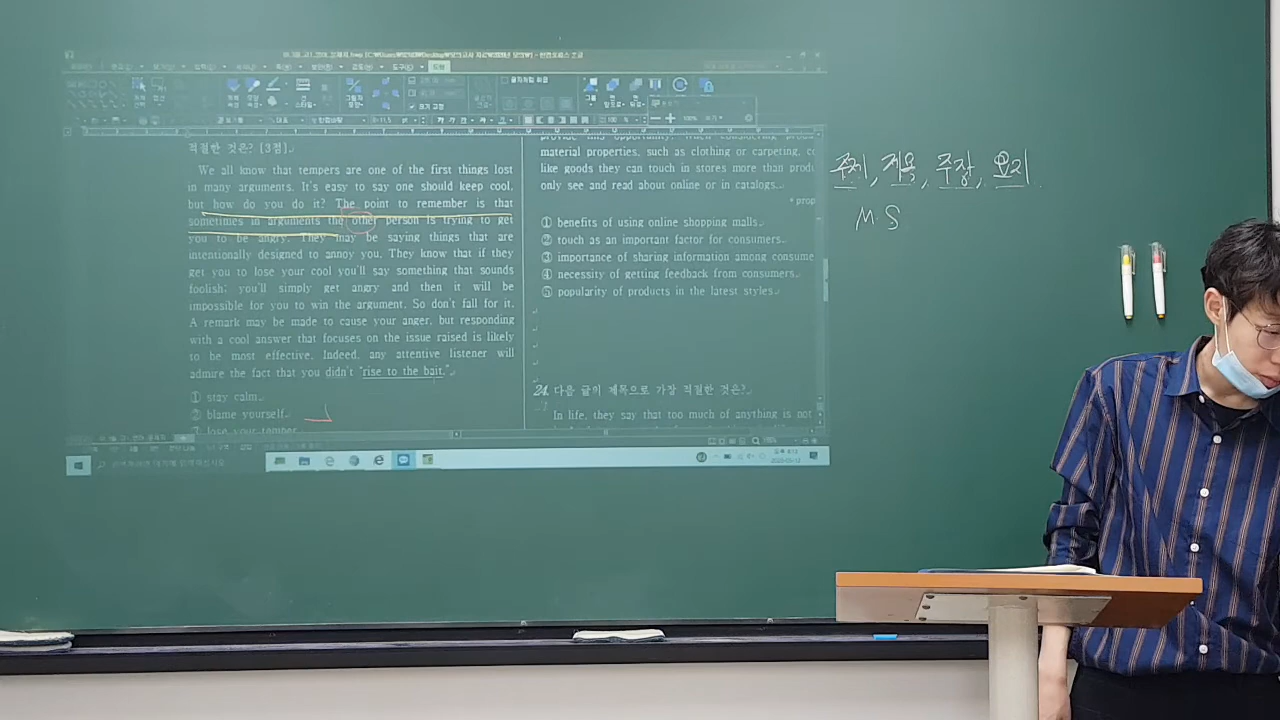 적절한 것은? [3점]
We all know that tempers are one of the first things lost
in many arguments. It's easy to say one should keep cool,
but how do you do it? The point to remember is that
sometimes in arguments the other person is trying to get
you to be angry. They may be saying things that are
intentionally designed to annoy you. They know that if they
get you to lose your cool you'll say something that sounds
foolish; you'll simply get angry and then it will be
impossible for you to win the argument. So don't fall for it.
A remark may be made to cause your anger, but responding
with a cool answer that focuses on the issue raised is likely
to be most effective. Indeed, any attentive listener will
admire the fact that you didn't "rise to the bait."
① stay calm
② blame yourself
③ lose your temper
material properties, such as clothing or carpeting, co
like goods they can touch in stores more than produ
only see and read about online or in catalogs.
* prop
① benefits of using online shopping malls
② touch as an important factor for consumers
③ importance of sharing information among consume
④ necessity of getting feedback from consumers
⑤ popularity of products in the latest styles
24. 다음 글의 제목으로 가장 적절한 것은?
In life, they say that too much of anything is not
주제, 제목, 주장, 요지
M.S